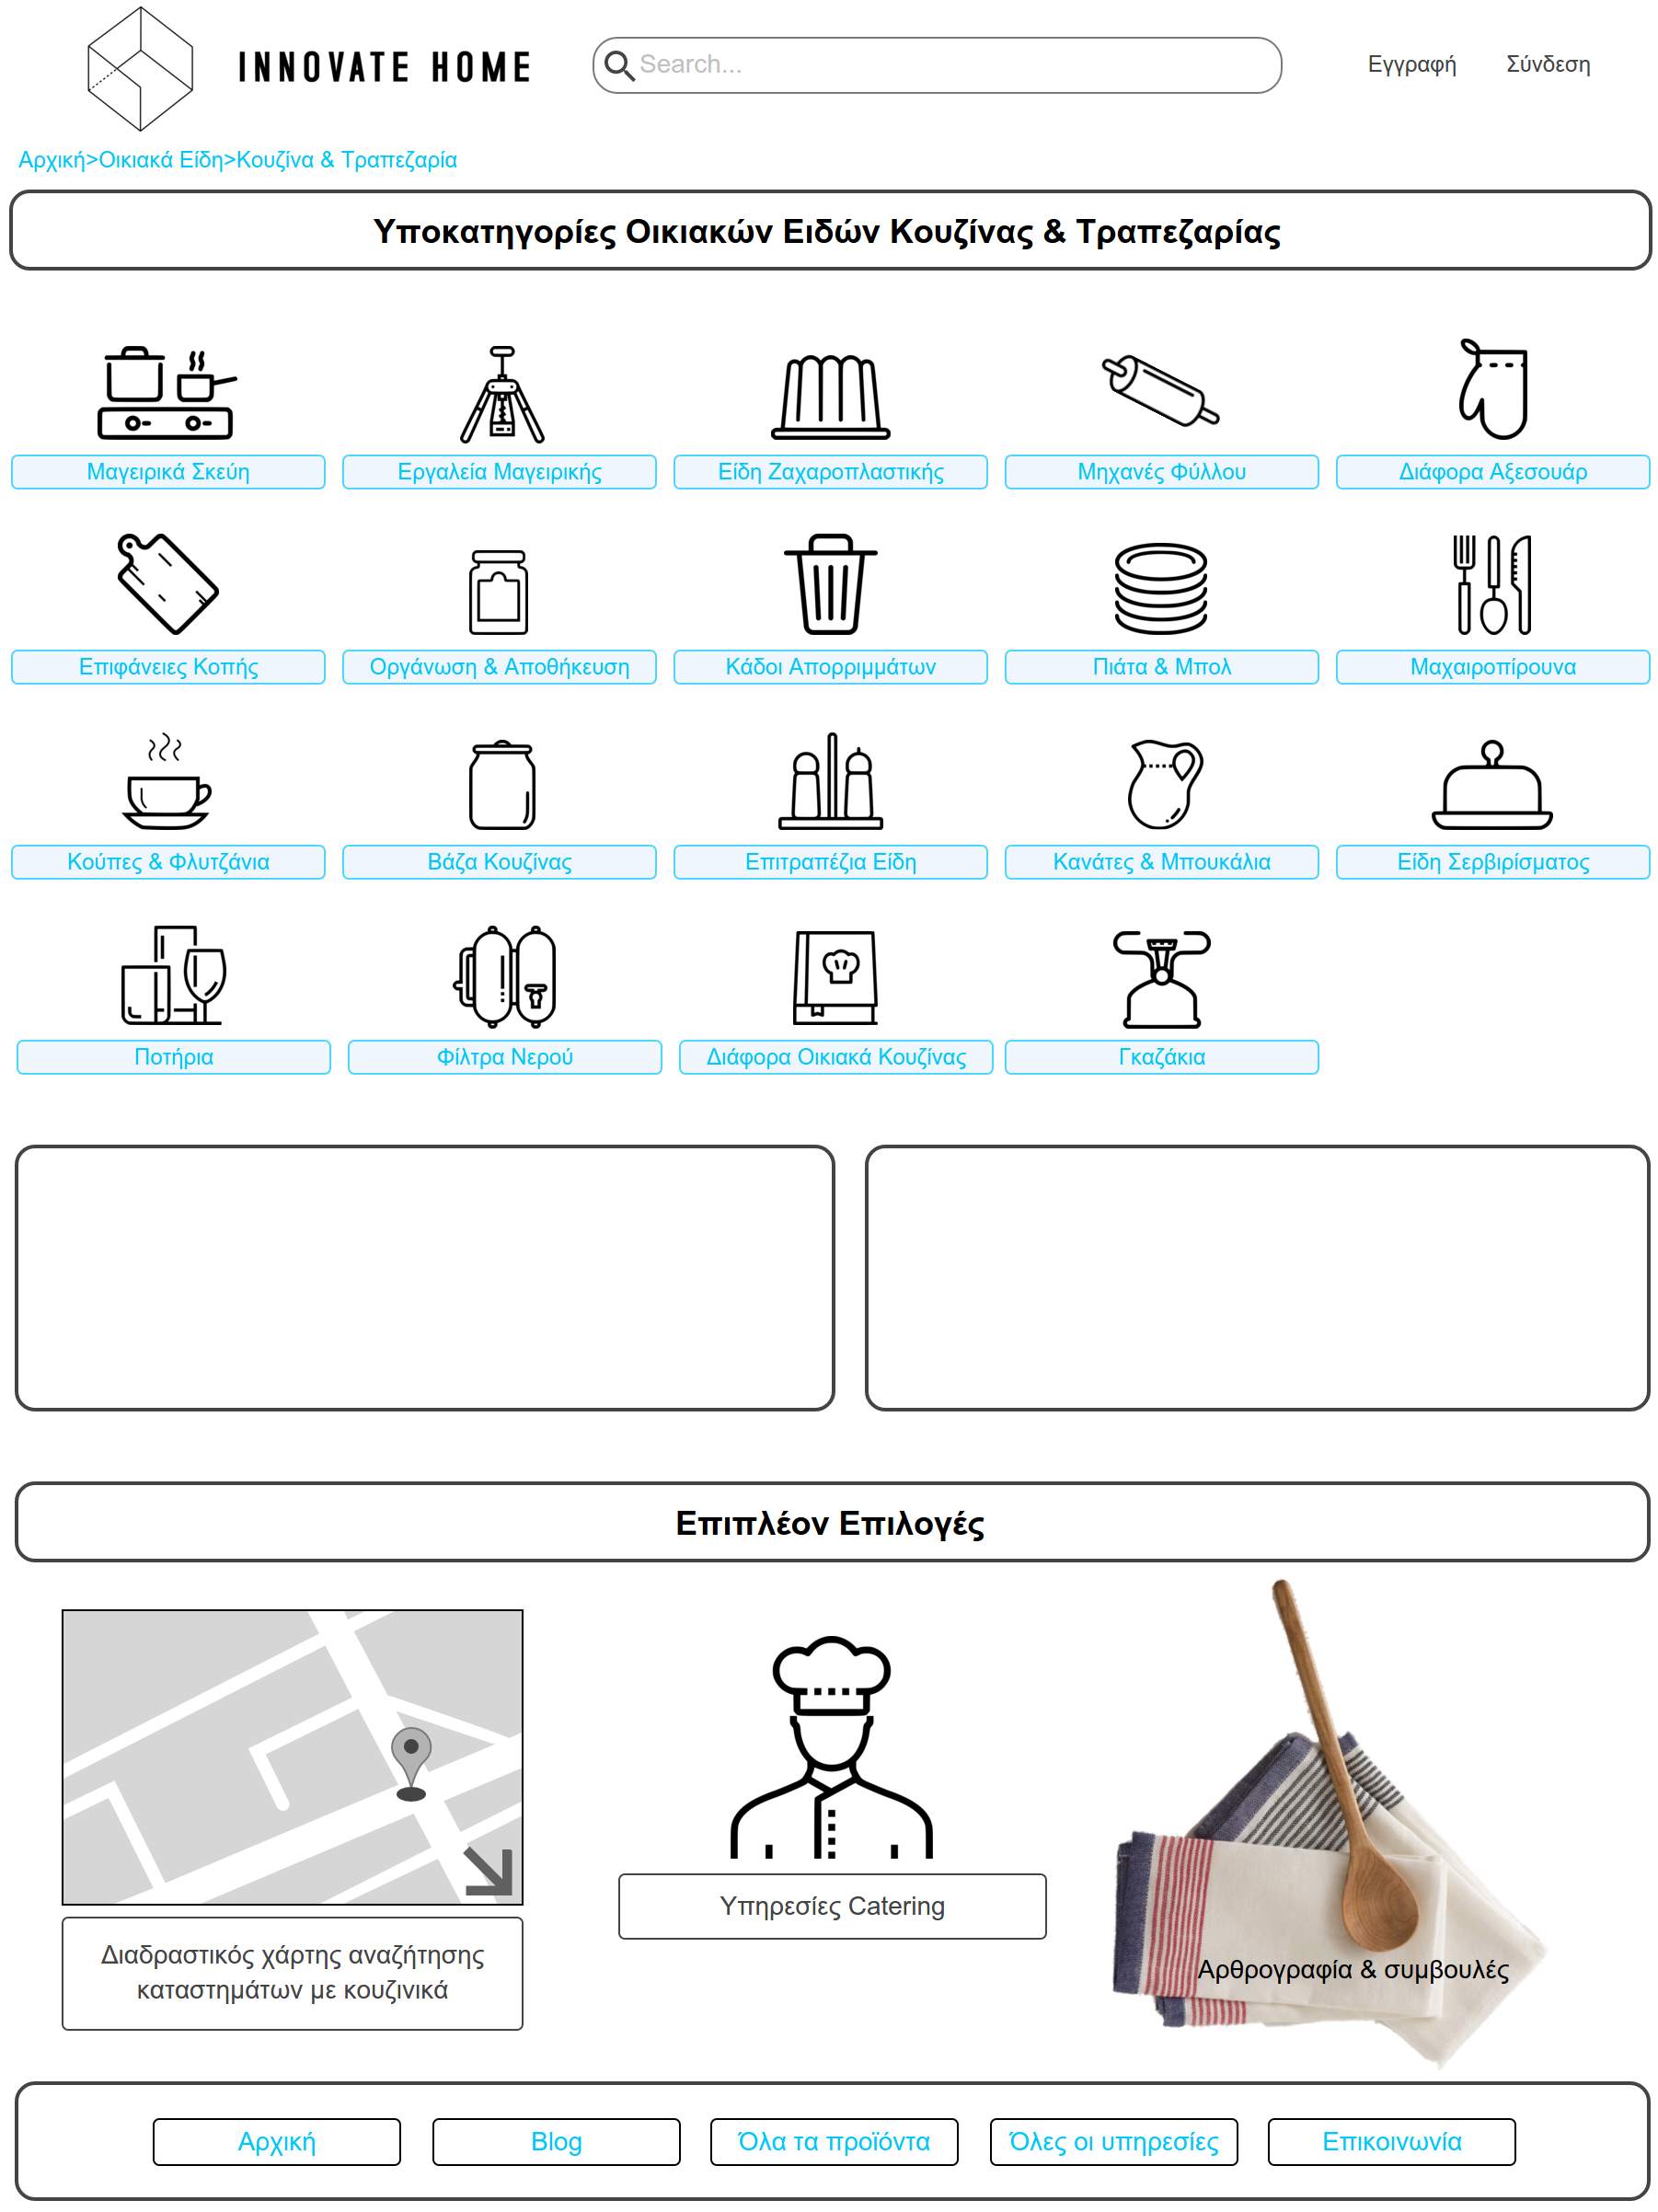 INNOVATE HOME
Search...
Εγγραφή
Σύνδεση
Αρχική>Οικιακά Είδη>Κουζίνα & Τραπεζαρία
Υποκατηγορίες Οικιακών Ειδών Κουζίνας & Τραπεζαρίας
Μαγειρικά Σκεύη
Εργαλεία Μαγειρικής
Είδη Ζαχαροπλαστικής
Μηχανές Φύλλου
Διάφορα Αξεσουάρ
Επιφάνειες Κοπής
Οργάνωση & Αποθήκευση
Κάδοι Απορριμμάτων
Πιάτα & Μπολ
Μαχαιροπίρουνα
Κούπες & Φλυτζάνια
Βάζα Κουζίνας
Επιτραπέζια Είδη
Κανάτες & Μπουκάλια
Είδη Σερβιρίσματος
Ποτήρια
Φίλτρα Νερού
Διάφορα Οικιακά Κουζίνας
Γκαζάκια
Επιπλέον Επιλογές
Διαδραστικός χάρτης αναζήτησης
καταστημάτων με κουζινικά
Υπηρεσίες Catering
Αρθρογραφία & συμβουλές
Αρχική
Blog
Όλα τα προϊόντα
Όλες οι υπηρεσίες
Επικοινωνία